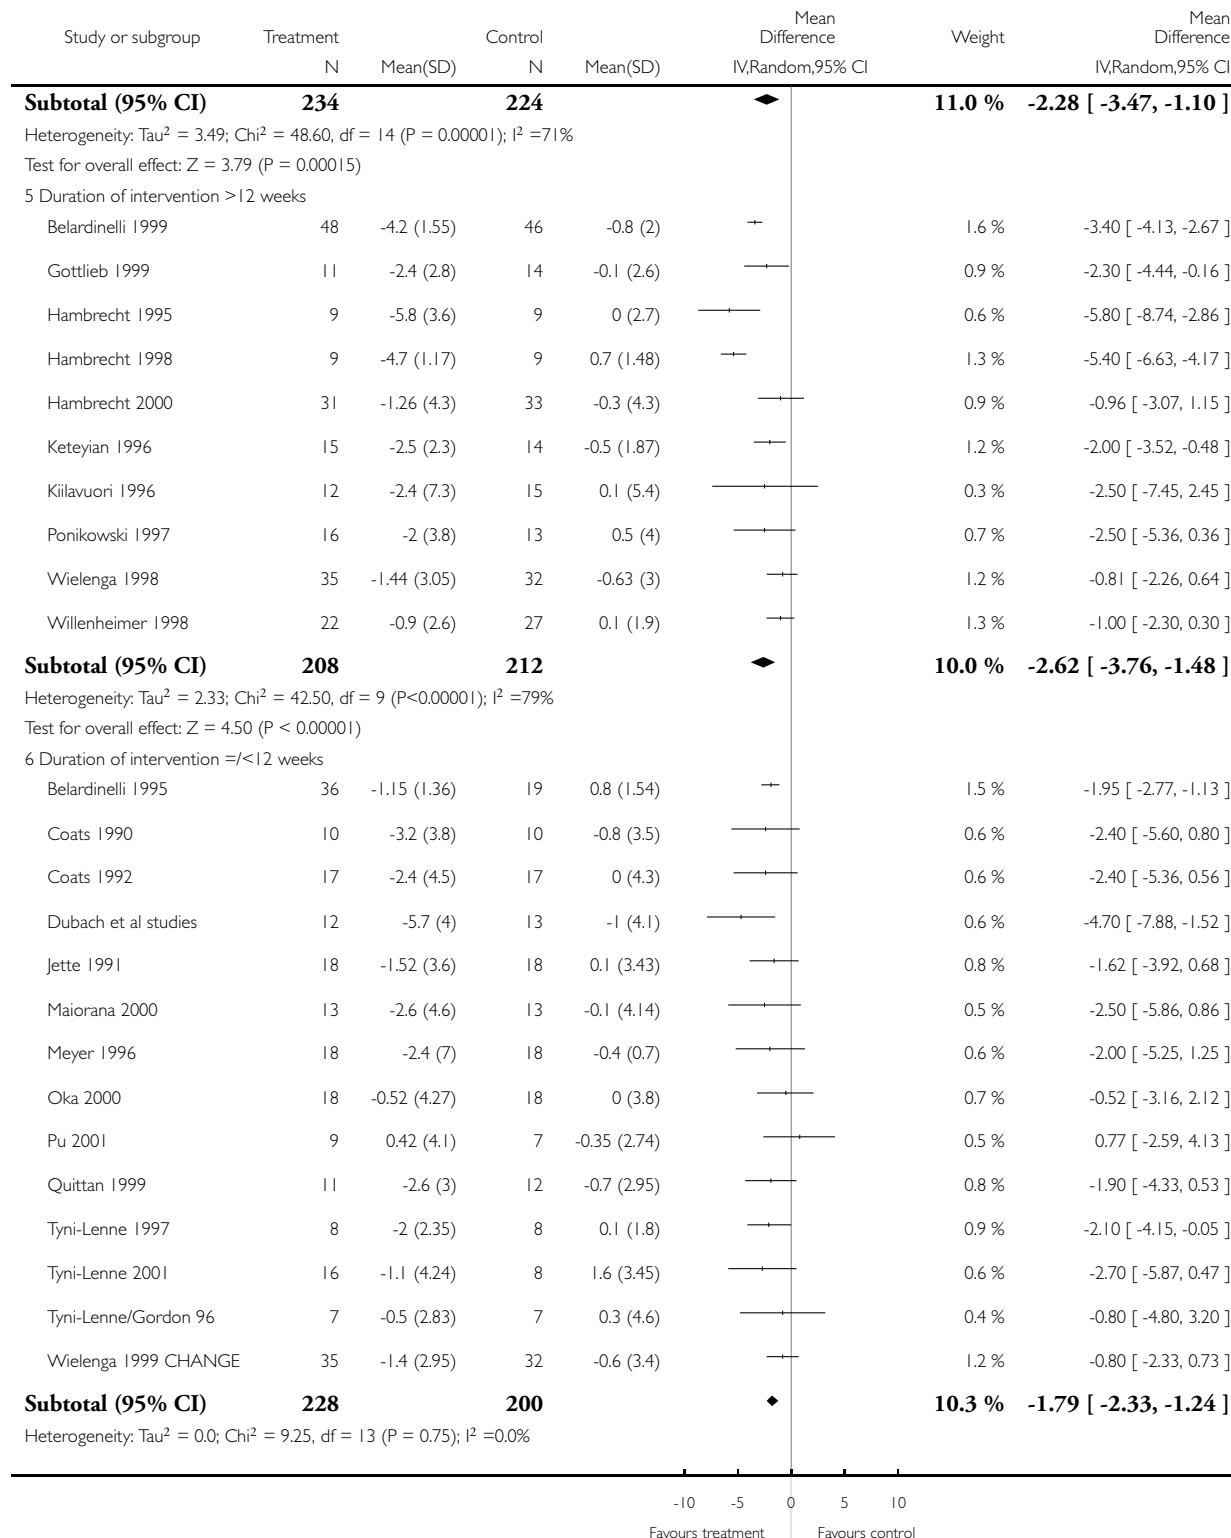 Study or subgroup Treatment Control Mean Difference Weight Mean Difference
N Mean(SD) N Mean(SD) IV,Random,95% CI IV,Random,95% CI
Subtotal (95% CI) 234 224 11.0 % -2.28 [ -3.47, -1.10 ]
Heterogeneity: Tau² = 3.49; Chi² = 48.60, df = 14 (P = 0.00001); I² =71%
Test for overall effect: Z = 3.79 (P = 0.00015)
5 Duration of intervention >12 weeks
Belardinelli 1999 48 -4.2 (1.55) 46 -0.8 (2) 1.6 % -3.40 [ -4.13, -2.67 ]
Gottlieb 1999 11 -2.4 (2.8) 14 -0.1 (2.6) 0.9 % -2.30 [ -4.44, -0.16 ]
Hambrecht 1995 9 -5.8 (3.6) 9 0 (2.7) 0.6 % -5.80 [ -8.74, -2.86 ]
Hambrecht 1998 9 -4.7 (1.17) 9 0.7 (1.48) 1.3 % -5.40 [ -6.63, -4.17 ]
Hambrecht 2000 31 -1.26 (4.3) 33 -0.3 (4.3) 0.9 % -0.96 [ -3.07, 1.15 ]
Keteyian 1996 15 -2.5 (2.3) 14 -0.5 (1.87) 1.2 % -2.00 [ -3.52, -0.48 ]
Kiilavuori 1996 12 -2.4 (7.3) 15 0.1 (5.4) 0.3 % -2.50 [ -7.45, 2.45 ]
Ponikowski 1997 16 -2 (3.8) 13 0.5 (4) 0.7 % -2.50 [ -5.36, 0.36 ]
Wielenga 1998 35 -1.44 (3.05) 32 -0.63 (3) 1.2 % -0.81 [ -2.26, 0.64 ]
Willenheimer 1998 22 -0.9 (2.6) 27 0.1 (1.9) 1.3 % -1.00 [ -2.30, 0.30 ]
Subtotal (95% CI) 208 212 10.0 % -2.62 [ -3.76, -1.48 ]
Heterogeneity: Tau² = 2.33; Chi² = 42.50, df = 9 (P<0.00001); I² =79%
Test for overall effect: Z = 4.50 (P < 0.00001)
6 Duration of intervention =/<12 weeks
Belardinelli 1995 36 -1.15 (1.36) 19 0.8 (1.54) 1.5 % -1.95 [ -2.77, -1.13 ]
Coats 1990 10 -3.2 (3.8) 10 -0.8 (3.5) 0.6 % -2.40 [ -5.60, 0.80 ]
Coats 1992 17 -2.4 (4.5) 17 0 (4.3) 0.6 % -2.40 [ -5.36, 0.56 ]
Dubach et al studies 12 -5.7 (4) 13 -1 (4.1) 0.6 % -4.70 [ -7.88, -1.52 ]
Jette 1991 18 -1.52 (3.6) 18 0.1 (3.43) 0.8 % -1.62 [ -3.92, 0.68 ]
Maiorana 2000 13 -2.6 (4.6) 13 -0.1 (4.14) 0.5 % -2.50 [ -5.86, 0.86 ]
Meyer 1996 18 -2.4 (7) 18 -0.4 (0.7) 0.6 % -2.00 [ -5.25, 1.25 ]
Oka 2000 18 -0.52 (4.27) 18 0 (3.8) 0.7 % -0.52 [ -3.16, 2.12 ]
Pu 2001 9 0.42 (4.1) 7 -0.35 (2.74) 0.5 % 0.77 [ -2.59, 4.13 ]
Quittan 1999 11 -2.6 (3) 12 -0.7 (2.95) 0.8 % -1.90 [ -4.33, 0.53 ]
Tyni-Lenne 1997 8 -2 (2.35) 8 0.1 (1.8) 0.9 % -2.10 [ -4.15, -0.05 ]
Tyni-Lenne 2001 16 -1.1 (4.24) 8 1.6 (3.45) 0.6 % -2.70 [ -5.87, 0.47 ]
Tyni-Lenne/Gordon 96 7 -0.5 (2.83) 7 0.3 (4.6) 0.4 % -0.80 [ -4.80, 3.20 ]
Wielenga 1999 CHANGE 35 -1.4 (2.95) 32 -0.6 (3.4) 1.2 % -0.80 [ -2.33, 0.73 ]
Subtotal (95% CI) 228 200 10.3 % -1.79 [ -2.33, -1.24 ]
Heterogeneity: Tau² = 0.0; Chi² = 9.25, df = 13 (P = 0.75); I² =0.0%
-10 -5 0 5 10
Favours treatment Favours control